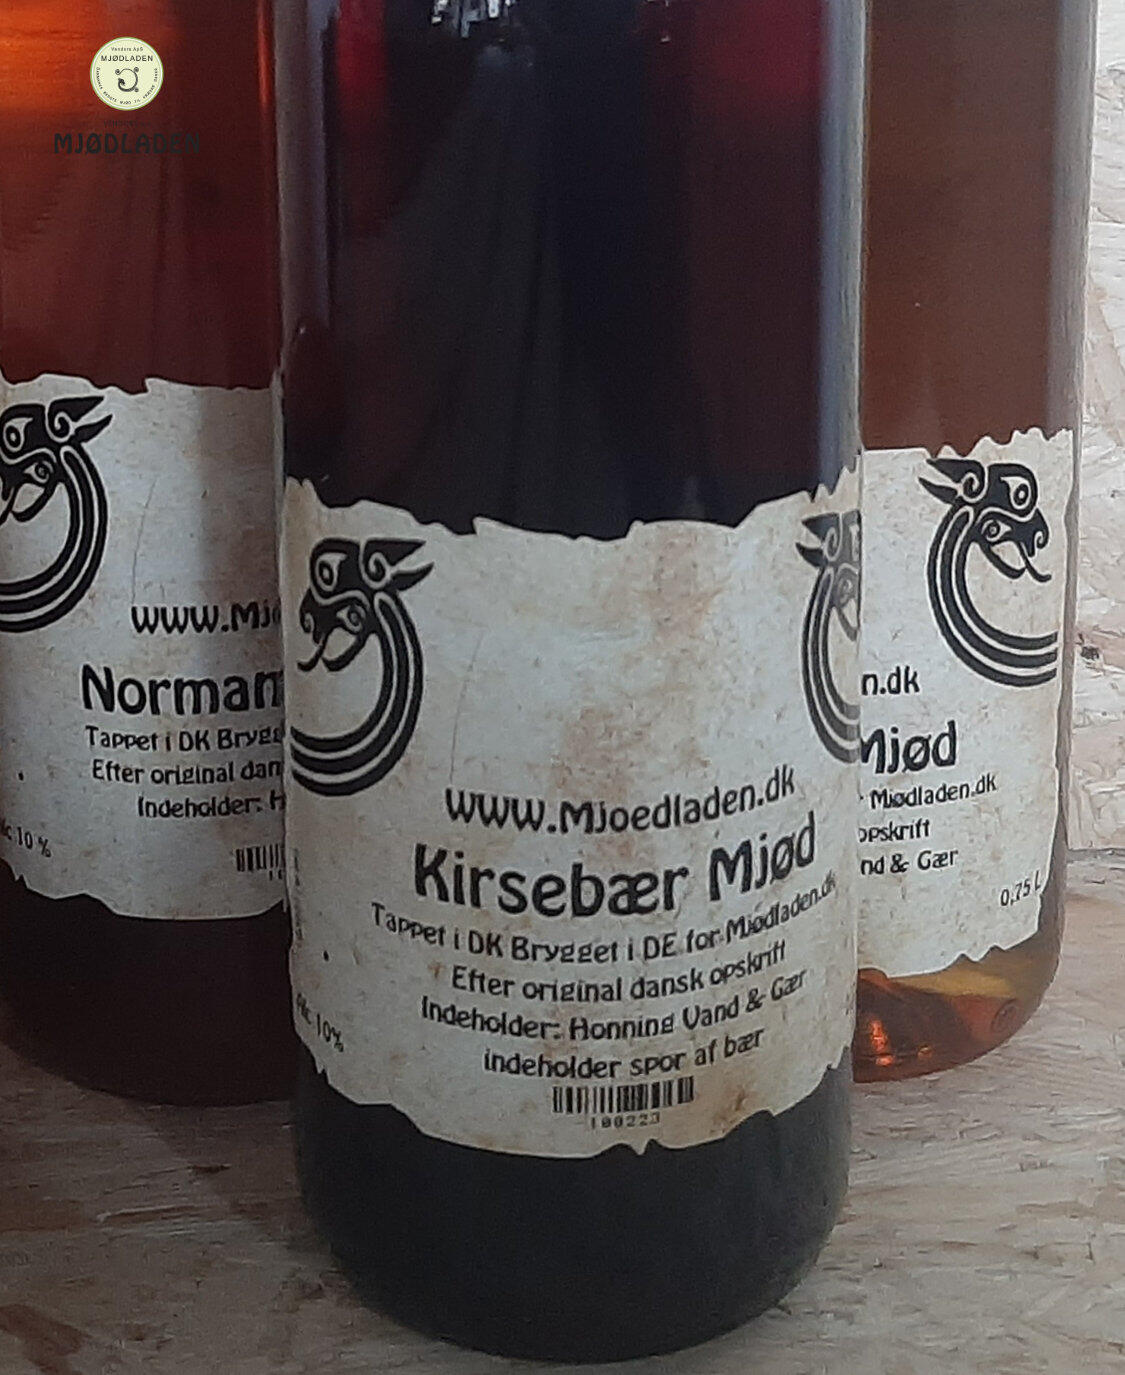 Vendora ApS
MJØDLADEN
MJØDLADEN
www.Mj
Norman
Tappet i DK Brygg
Efter original dan
Indeholder: H
Alc 10 %
www.Mjoedladen.dk
Kirsebær Mjød
Tappet i DK Brygget i DE for Mjødladen.dk
Efter original dansk opskrift
Indeholder: Honning Vand & Gær
indeholder spor af bær
Alc 10%
100223
n.dk
Mjød
Mjødladen.dk
opskrift
nd & Gær
0,75 L